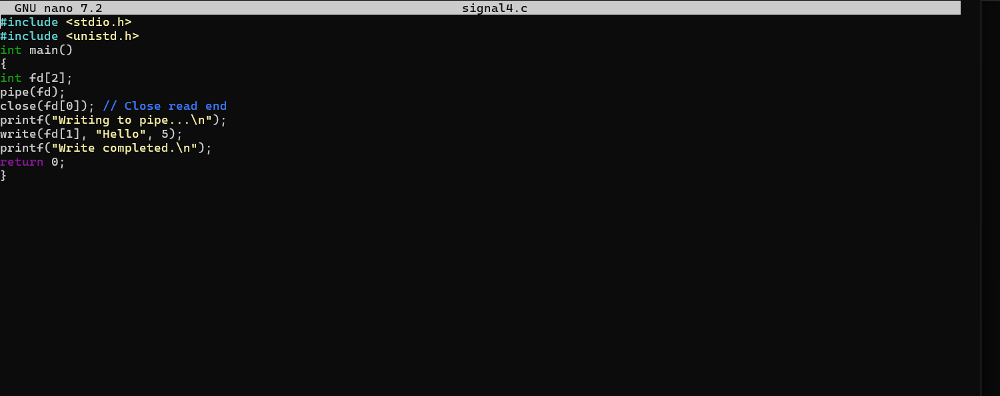 GNU nano 7.2 signal4.c
#include <stdio.h>
#include <unistd.h>
int main()
{
int fd[2];
pipe(fd);
close(fd[0]); // Close read end
printf("Writing to pipe...\n");
write(fd[1], "Hello", 5);
printf("Write completed.\n");
return 0;
}